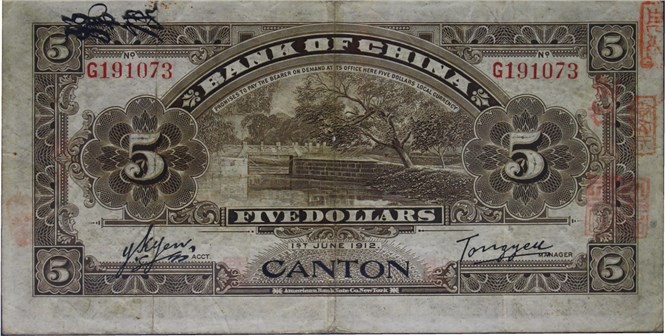 5 5
No No
G191073 G191073
BANK OF CHINA
PROMISES TO PAY THE BEARER ON DEMAND AT ITS OFFICE HERE FIVE DOLLARS LOCAL CURRENCY
5 5
FIVE DOLLARS
1ST JUNE 1912.
ACCT. MANAGER
CANTON
5 5
American Bank Note Co. New York